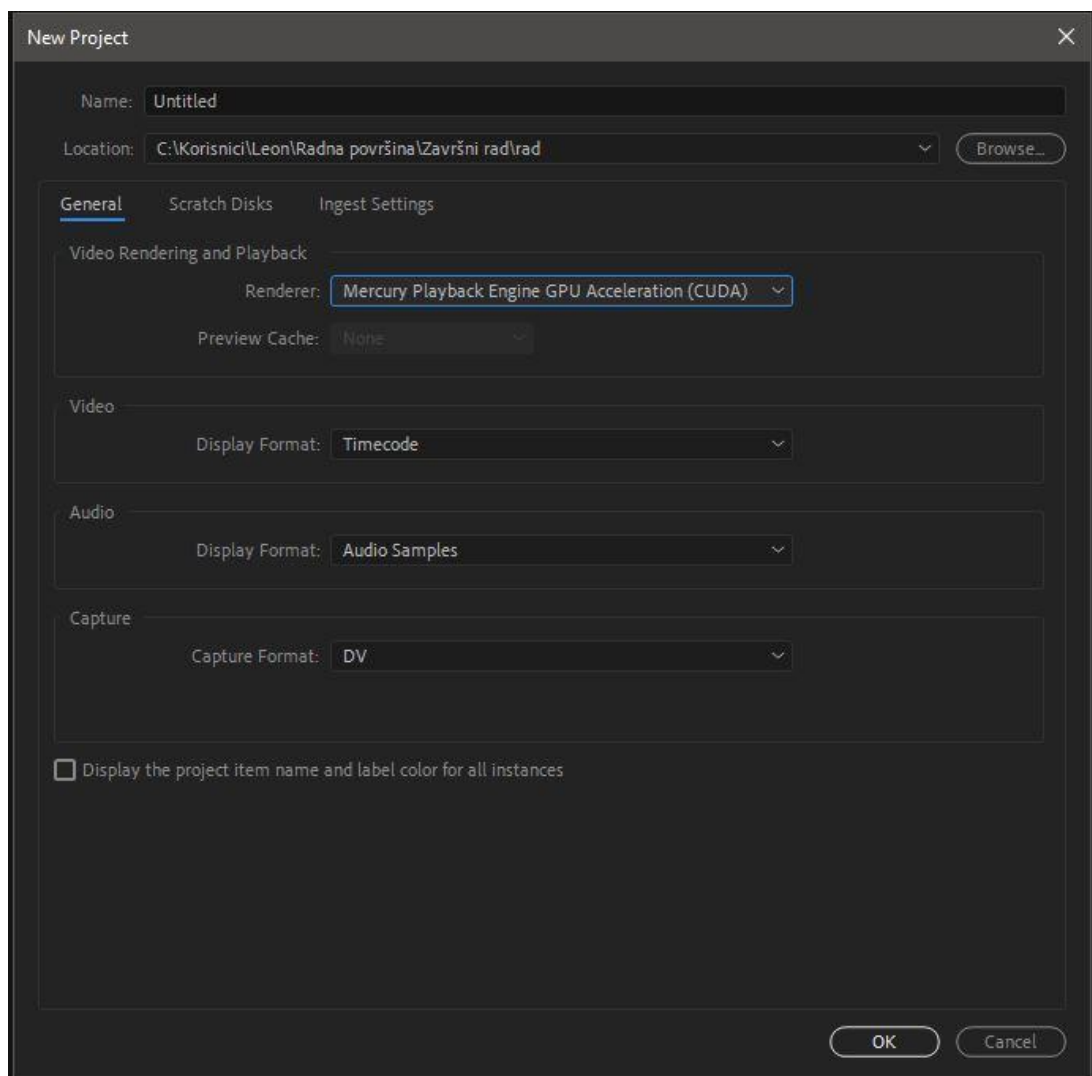 New Project
Name: Untitled
Location: C:\Korisnici\Leon\Radna površina\Završni rad\rad Browse...
General Scratch Disks Ingest Settings
Video Rendering and Playback
Renderer: Mercury Playback Engine GPU Acceleration (CUDA)
Preview Cache: None
Video
Display Format: Timecode
Audio
Display Format: Audio Samples
Capture
Capture Format: DV
Display the project item name and label color for all instances
OK Cancel